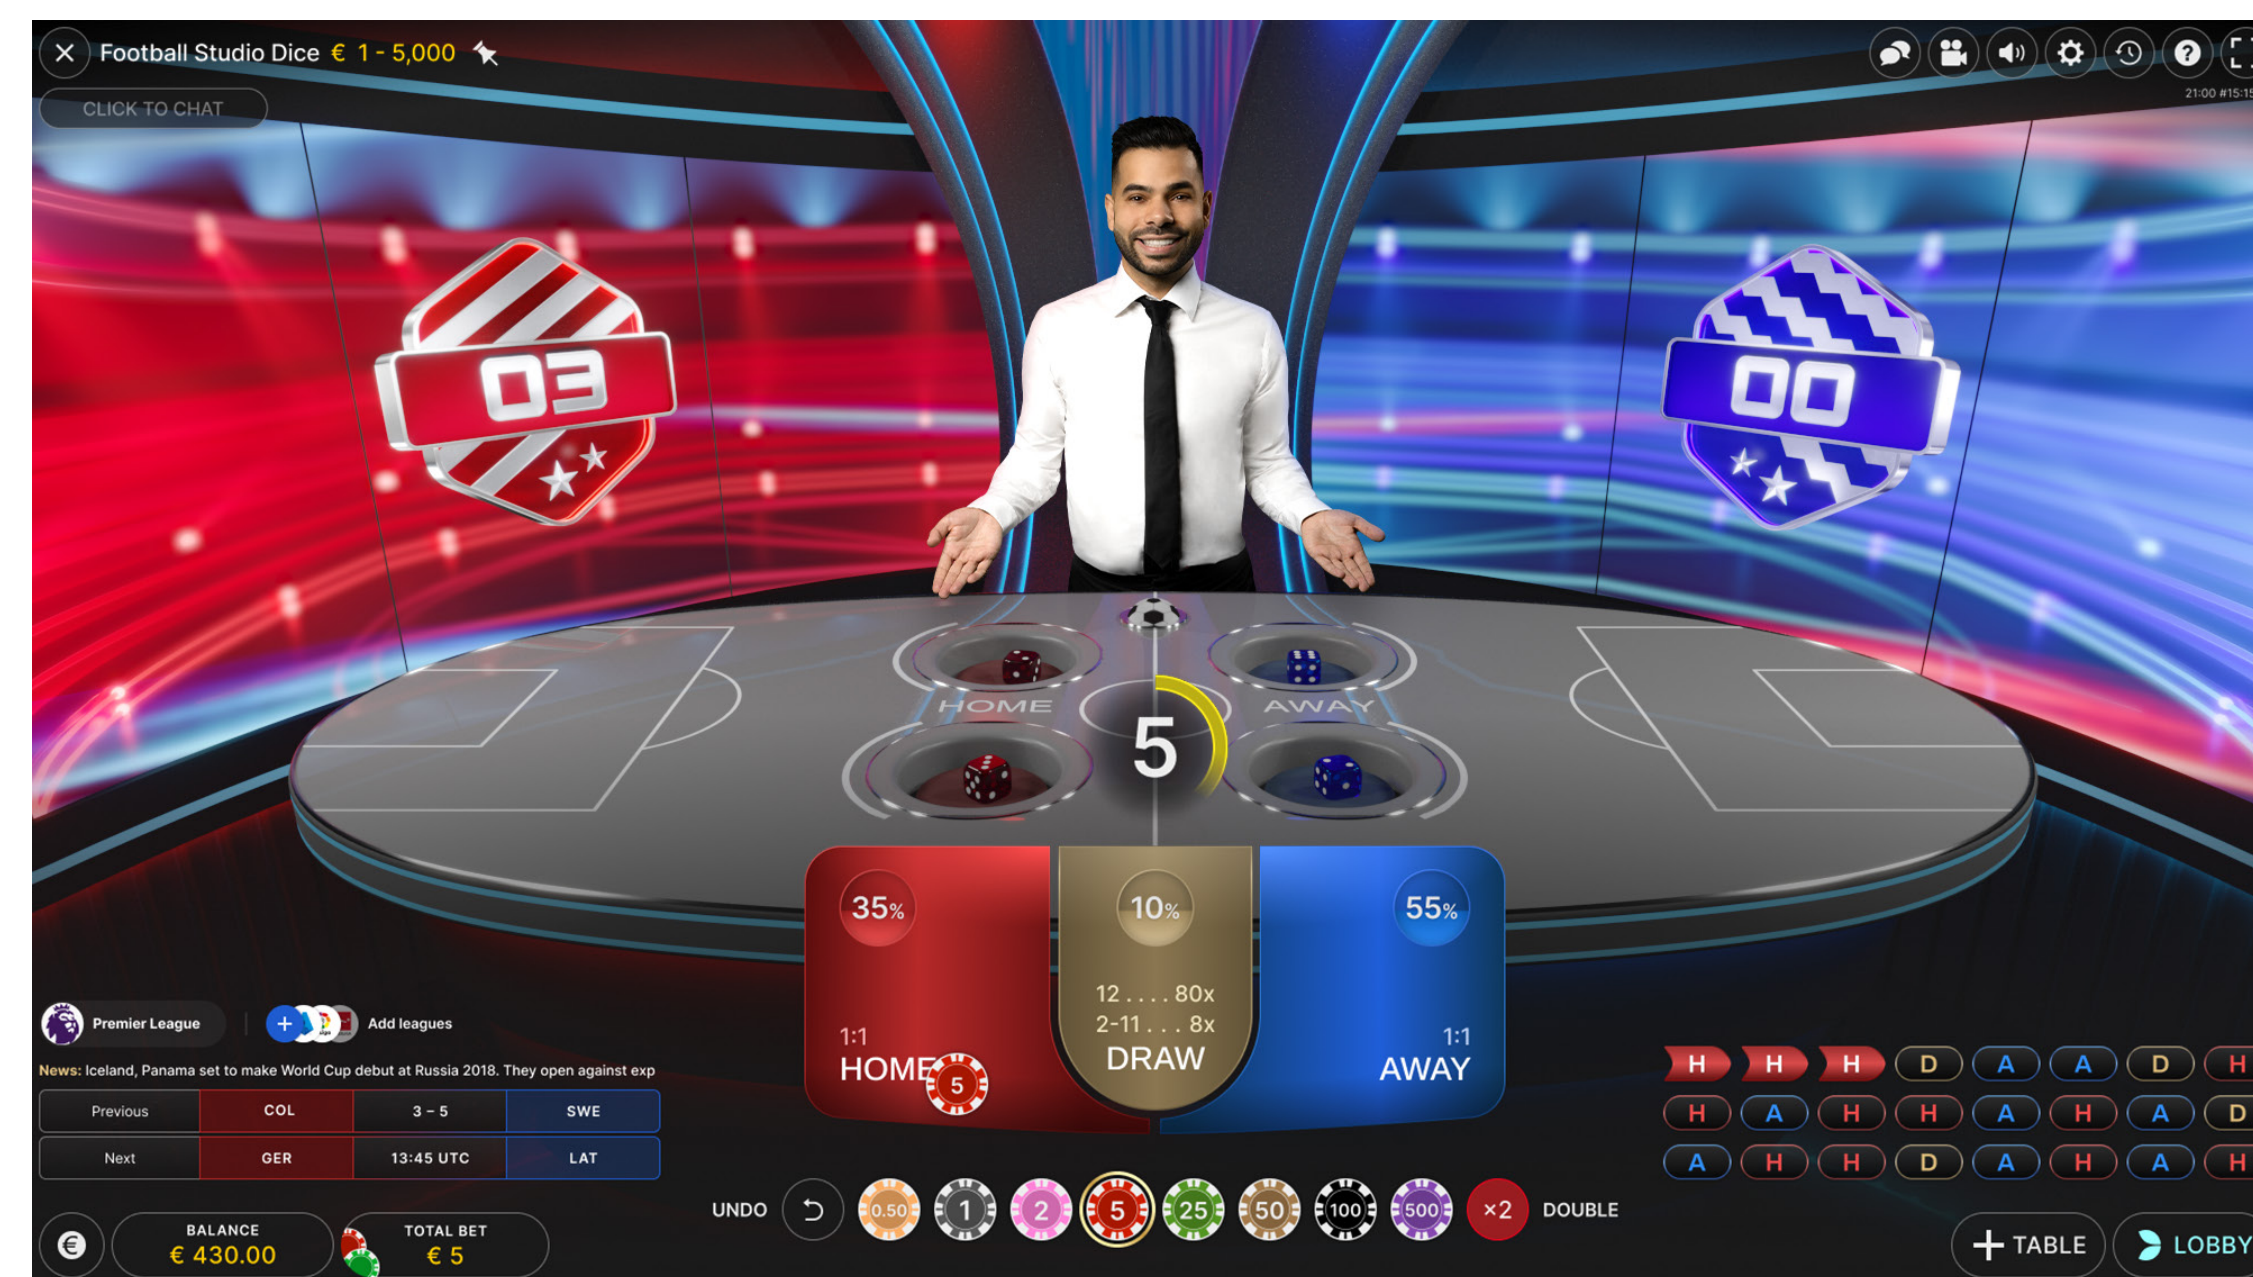 Football Studio Dice € 1 - 5,000
21:00 #15:15
CLICK TO CHAT
03
00
HOME
AWAY
5
35%
10%
55%
12 . . . . 80x
2-11 . . . 8x
DRAW
1:1
HOME
5
1:1
AWAY
Premier League
Add leagues
News: Iceland, Panama set to make World Cup debut at Russia 2018. They open against exp
Previous COL 3 – 5 SWE
Next GER 13:45 UTC LAT
H H H D A A D H
H A H H A H A D
A H H D A H A H
UNDO 0.50 1 2 5 25 50 100 500 ×2 DOUBLE
BALANCE
€ 430.00
TOTAL BET
€ 5
TABLE
LOBBY